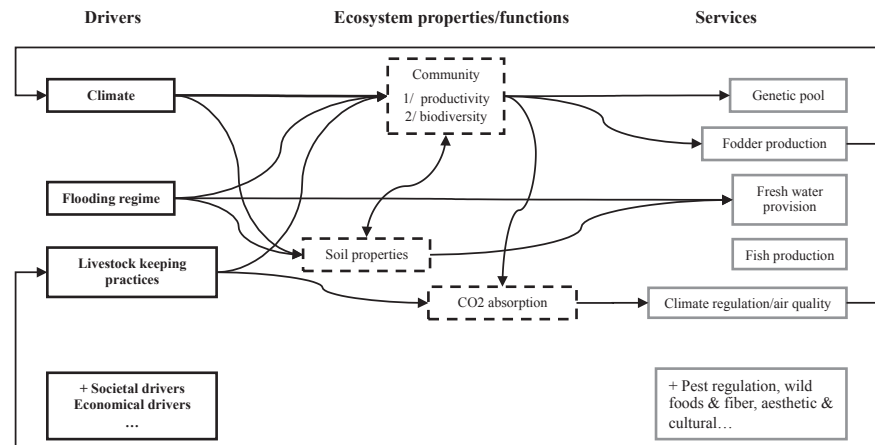 Drivers
Ecosystem properties/functions
Services
Climate
Community
1/ productivity
2/ biodiversity
Genetic pool
Fodder production
Flooding regime
Fresh water
provision
Livestock keeping
practices
Soil properties
Fish production
CO2 absorption
Climate regulation/air quality
+ Societal drivers
Economical drivers
…
+ Pest regulation, wild
foods & fiber, aesthetic &
cultural…